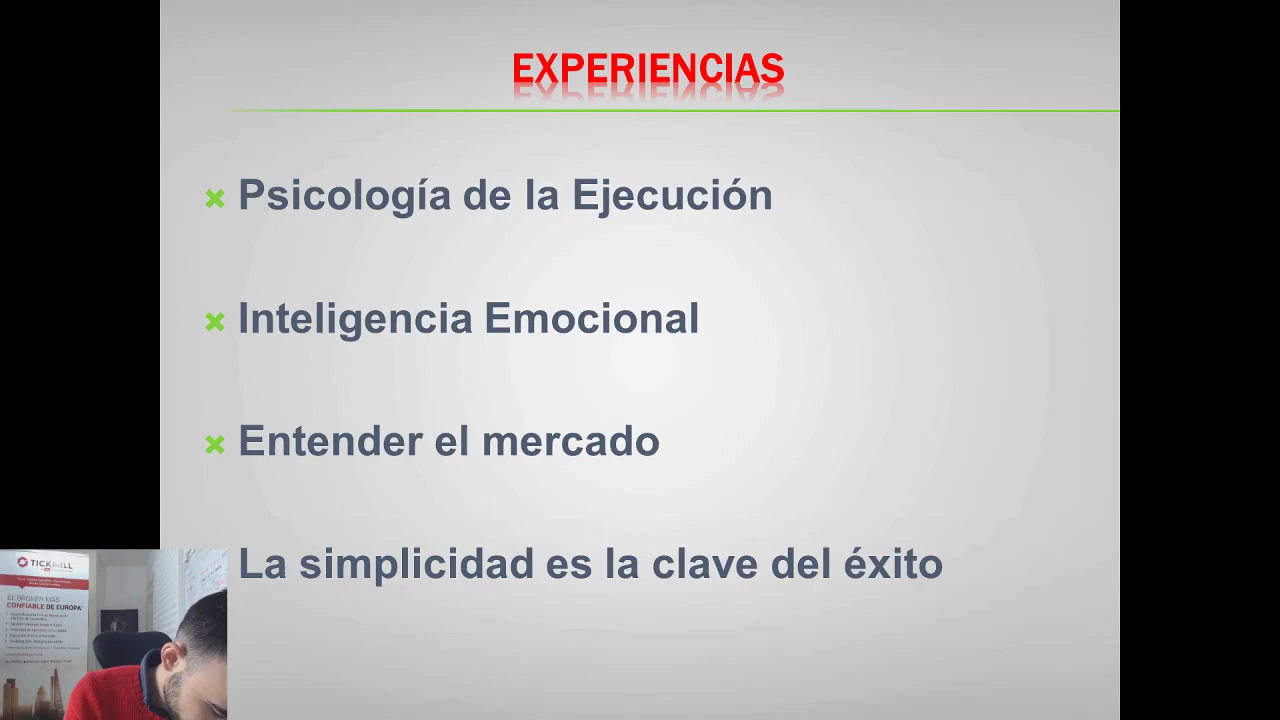 EXPERIENCIAS
Psicología de la Ejecución
Inteligencia Emocional
Entender el mercado
La simplicidad es la clave del éxito
TICKMILL
EL BROKER MÁS
CONFIABLE DE EUROPA*